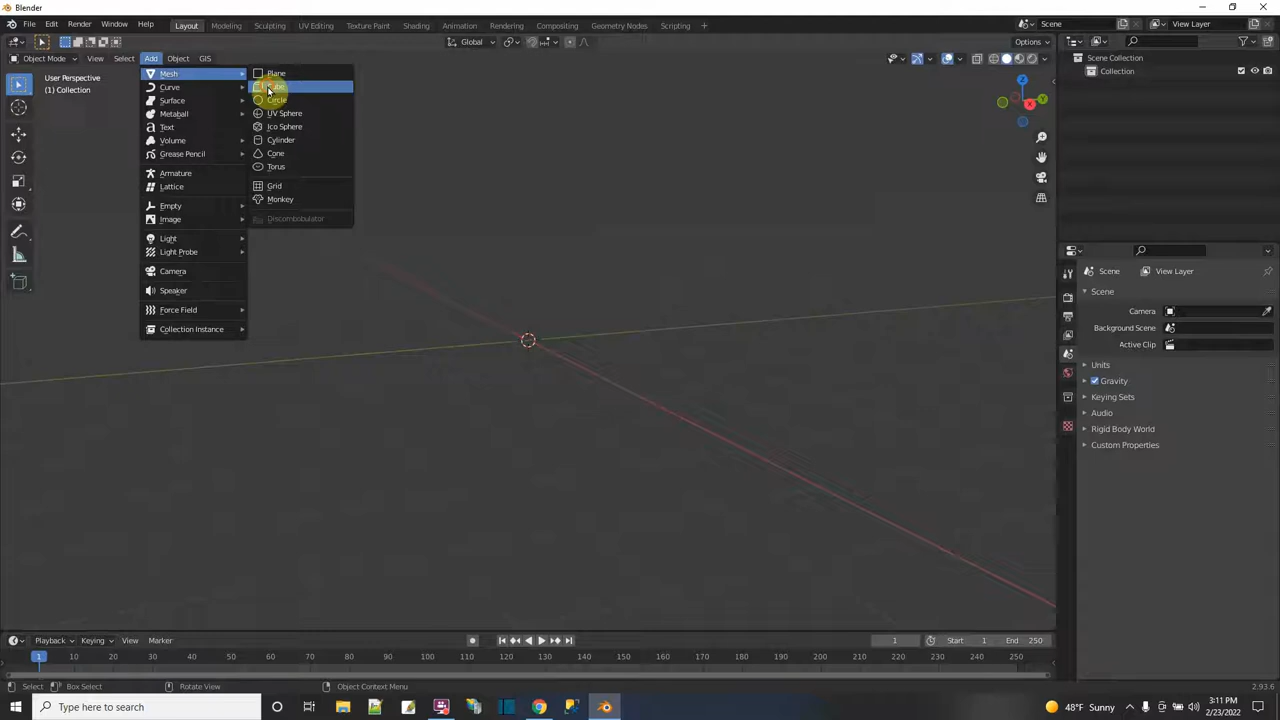 Blender
File Edit Render Window Help Layout Modeling Sculpting UV Editing Texture Paint Shading Animation Rendering Compositing Geometry Nodes Scripting + Scene View Layer
Global Options
Object Mode View Select Add Object GIS
User Perspective
(1) Collection
Mesh
Curve
Surface
Metaball
Text
Volume
Grease Pencil
Armature
Lattice
Empty
Image
Light
Light Probe
Camera
Speaker
Force Field
Collection Instance
Plane
Cube
Circle
UV Sphere
Ico Sphere
Cylinder
Cone
Torus
Grid
Monkey
Discombobulator
Z
Y
X
Scene Collection
Collection
Scene View Layer
Scene
Camera
Background Scene
Active Clip
Units
Gravity
Keying Sets
Audio
Rigid Body World
Custom Properties
Playback Keying View Marker 1 Start 1 End 250
1 10 20 30 40 50 60 70 80 90 100 110 120 130 140 150 160 170 180 190 200 210 220 230 240 250
Select Box Select Rotate View Object Context Menu 2.93.6
Type here to search 48°F Sunny 3:11 PM
2/23/2022